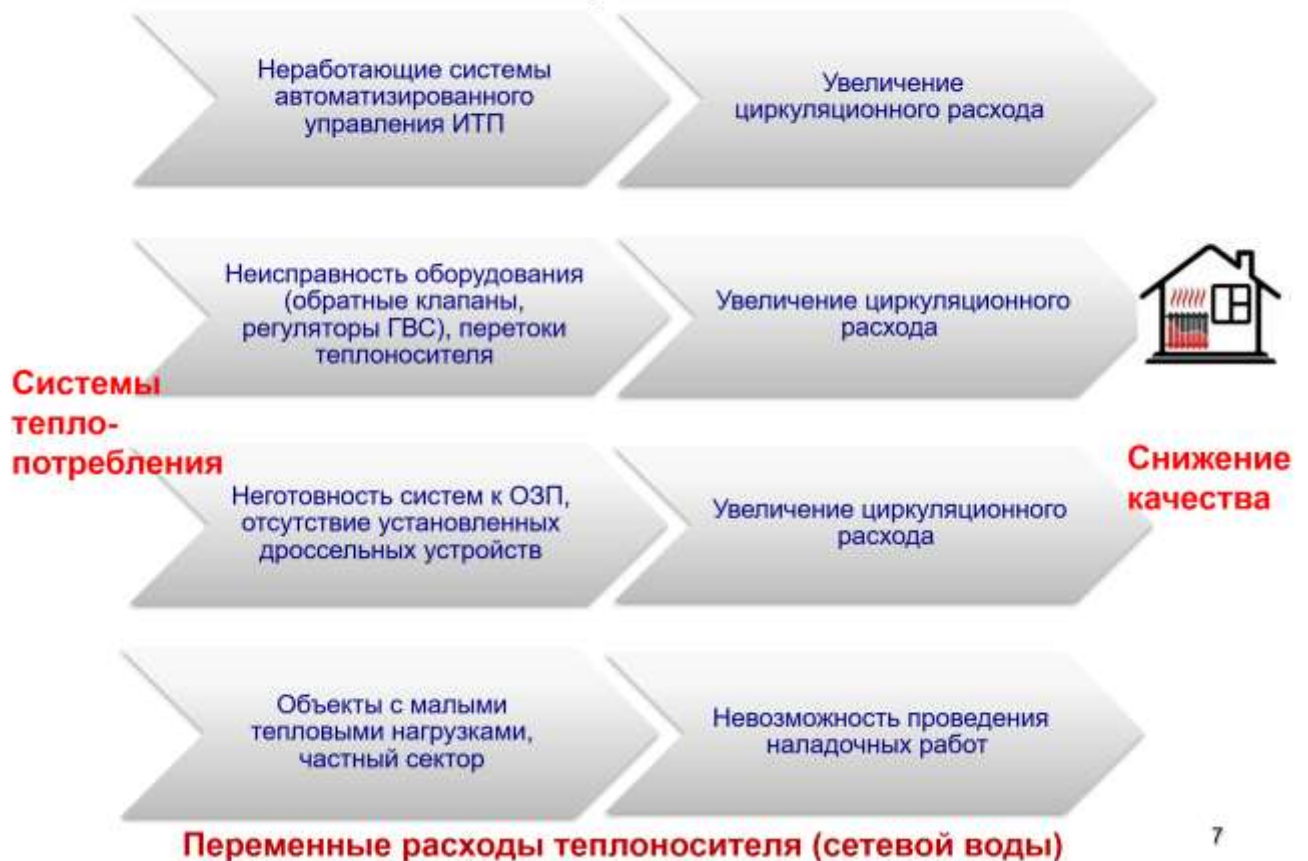 Неработающие системы
автоматизированного
управления ИТП
Увеличение
циркуляционного расхода
Неисправность оборудования
(обратные клапаны,
регуляторы ГВС), перетоки
теплоносителя
Увеличение циркуляционного
расхода
Системы
тепло-
потребления
Снижение
качества
Неготовность систем к ОЗП,
отсутствие установленных
дроссельных устройств
Увеличение циркуляционного
расхода
Объекты с малыми
тепловыми нагрузками,
частный сектор
Невозможность проведения
наладочных работ
Переменные расходы теплоносителя (сетевой воды)
7